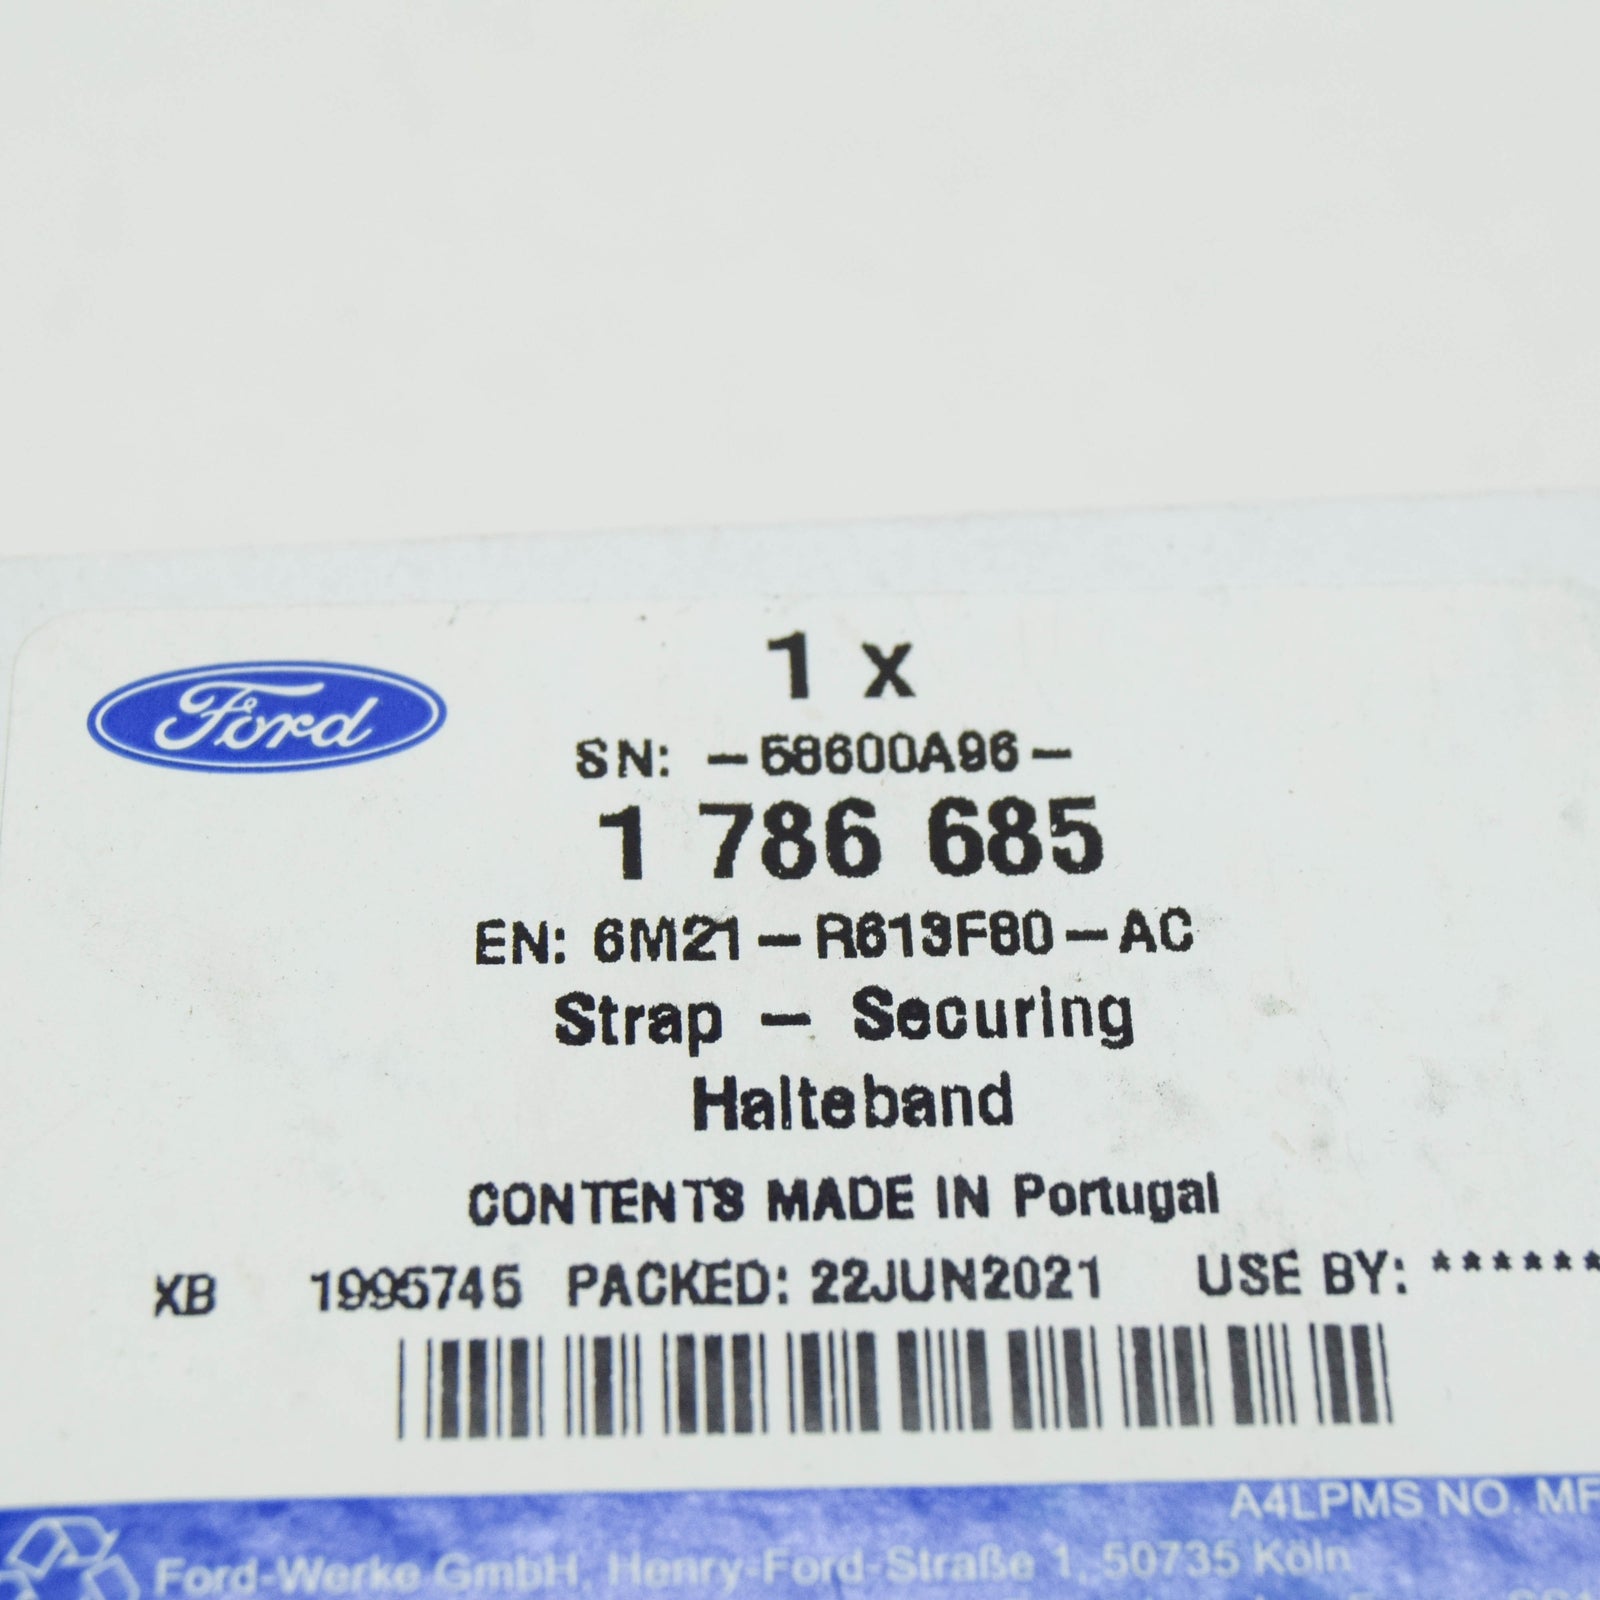 Ford
1 x
SN: -58600A96-
1 786 685
EN: 6M21-R613F80-AC
Strap - Securing
Halteband
CONTENTS MADE IN Portugal
XB 1995745 PACKED: 22JUN2021 USE BY: ******
A4LPMS NO. MF
Ford-Werke GmbH, Henry-Ford-Straße 1, 50735 Köln